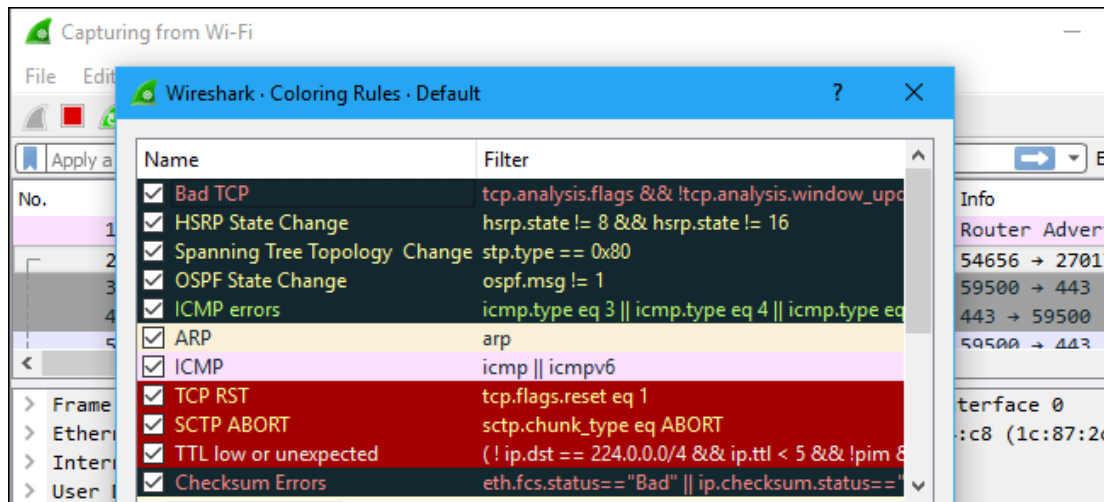 Capturing from Wi-Fi
File Edit
Wireshark · Coloring Rules · Default ? ×
Apply a
No. Info
Name Filter
Bad TCP tcp.analysis.flags && !tcp.analysis.window_upd
HSRP State Change hsrp.state != 8 && hsrp.state != 16
Spanning Tree Topology Change stp.type == 0x80
OSPF State Change ospf.msg != 1
ICMP errors icmp.type eq 3 || icmp.type eq 4 || icmp.type eq
ARP arp
ICMP icmp || icmpv6
TCP RST tcp.flags.reset eq 1
SCTP ABORT sctp.chunk_type eq ABORT
TTL low or unexpected ( ! ip.dst == 224.0.0.0/4 && ip.ttl < 5 && !pim &
Checksum Errors eth.fcs.status=="Bad" || ip.checksum.status=="
1 Router Adver
2 54656 → 2701
3 59500 → 443
4 443 → 59500
5 59500 → 443
Frame terface 0
Ether :c8 (1c:87:2c
Inter
User